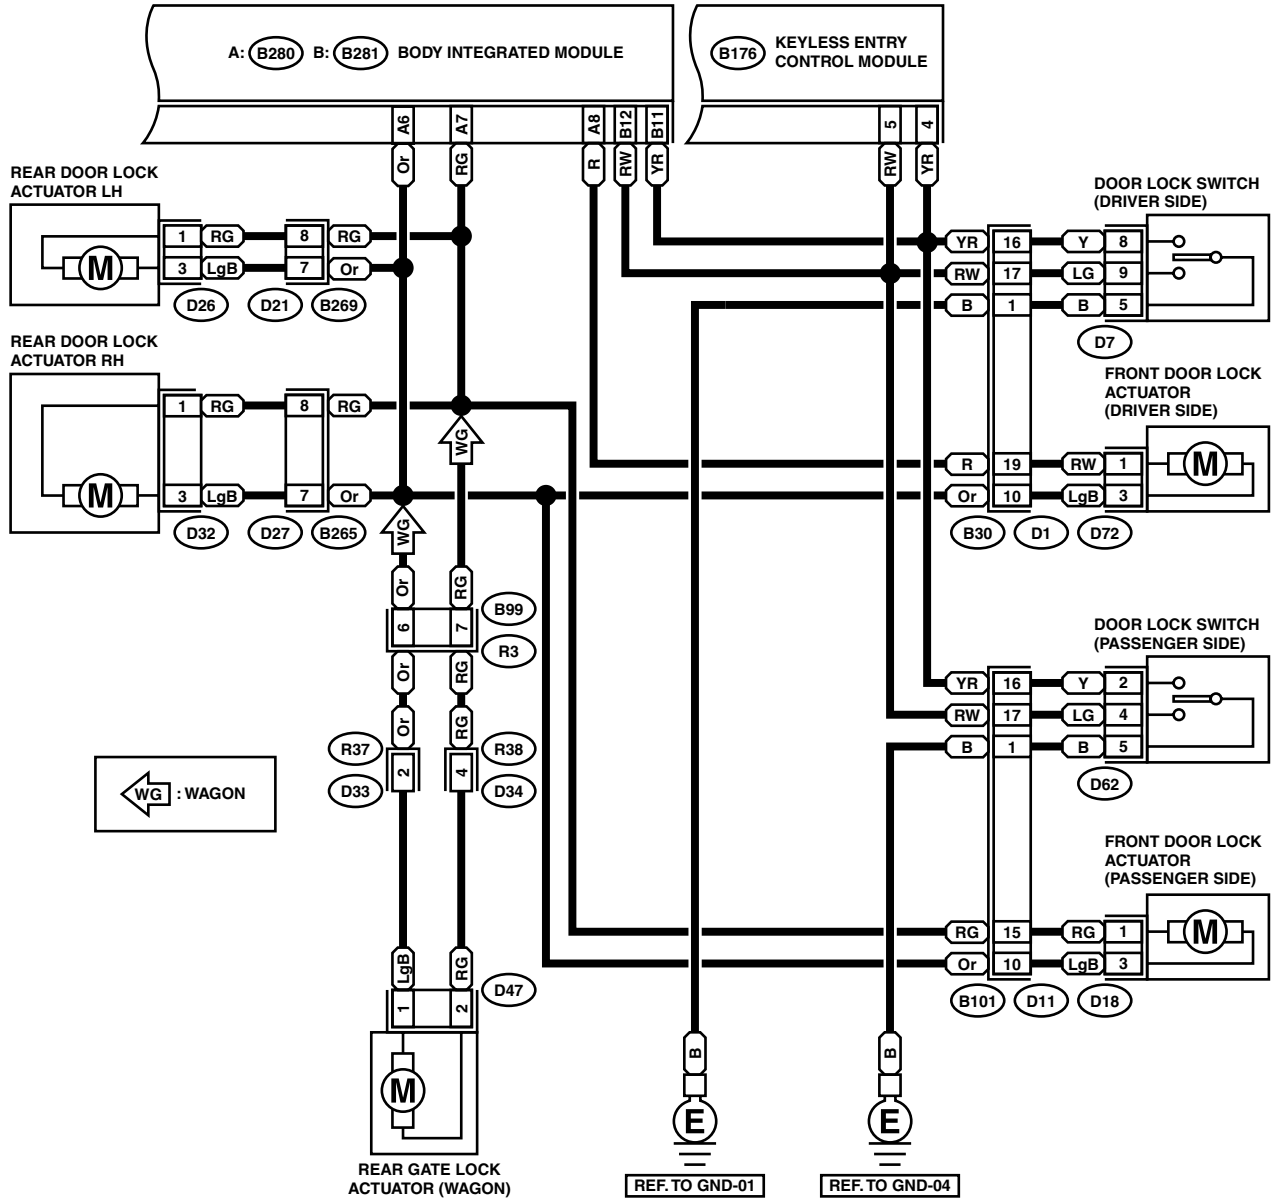 A: B280 B: B281 BODY INTEGRATED MODULE
B176 KEYLESS ENTRY
CONTROL MODULE
A6 A7 A8 B12 B11 5 4
Or RG R RW YR RW YR
REAR DOOR LOCK
ACTUATOR LH
M
1 RG 8 RG
3 LgB 7 Or
D26 D21 B269
DOOR LOCK SWITCH
(DRIVER SIDE)
YR 16 Y 8
RW 17 LG 9
B 1 B 5
D7
REAR DOOR LOCK
ACTUATOR RH
M
1 RG 8 RG
3 LgB 7 Or
D32 D27 B265
FRONT DOOR LOCK
ACTUATOR
(DRIVER SIDE)
M
R 19 RW 1
Or 10 LgB 3
B30 D1 D72
WG
WG
Or RG
6 7
B99
R3
Or RG
Or RG
R37 2 4 R38
D33 D34
WG : WAGON
DOOR LOCK SWITCH
(PASSENGER SIDE)
YR 16 Y 2
RW 17 LG 4
B 1 B 5
D62
FRONT DOOR LOCK
ACTUATOR
(PASSENGER SIDE)
M
RG 15 RG 1
Or 10 LgB 3
B101 D11 D18
LgB RG
1 2
D47
M
REAR GATE LOCK
ACTUATOR (WAGON)
B B
E E
REF. TO GND-01
REF. TO GND-04